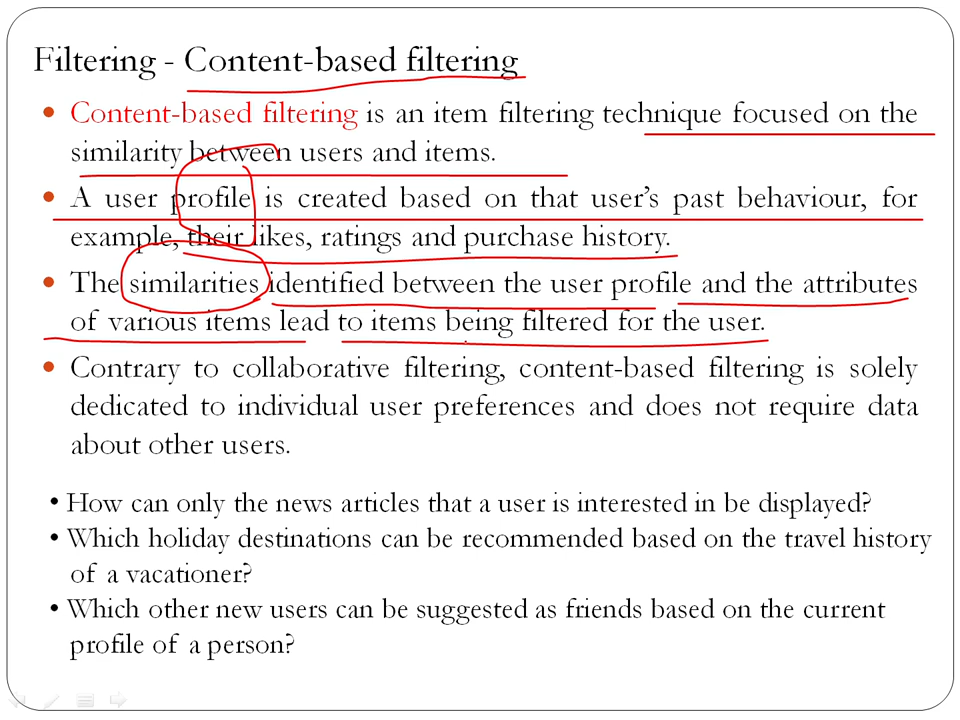 Filtering - Content-based filtering
• Content-based filtering is an item filtering technique focused on the
similarity between users and items.
• A user profile is created based on that user's past behaviour, for
example, their likes, ratings and purchase history.
• The similarities identified between the user profile and the attributes
of various items lead to items being filtered for the user.
• Contrary to collaborative filtering, content-based filtering is solely
dedicated to individual user preferences and does not require data
about other users.
• How can only the news articles that a user is interested in be displayed?
• Which holiday destinations can be recommended based on the travel history
of a vacationer?
• Which other new users can be suggested as friends based on the current
profile of a person?